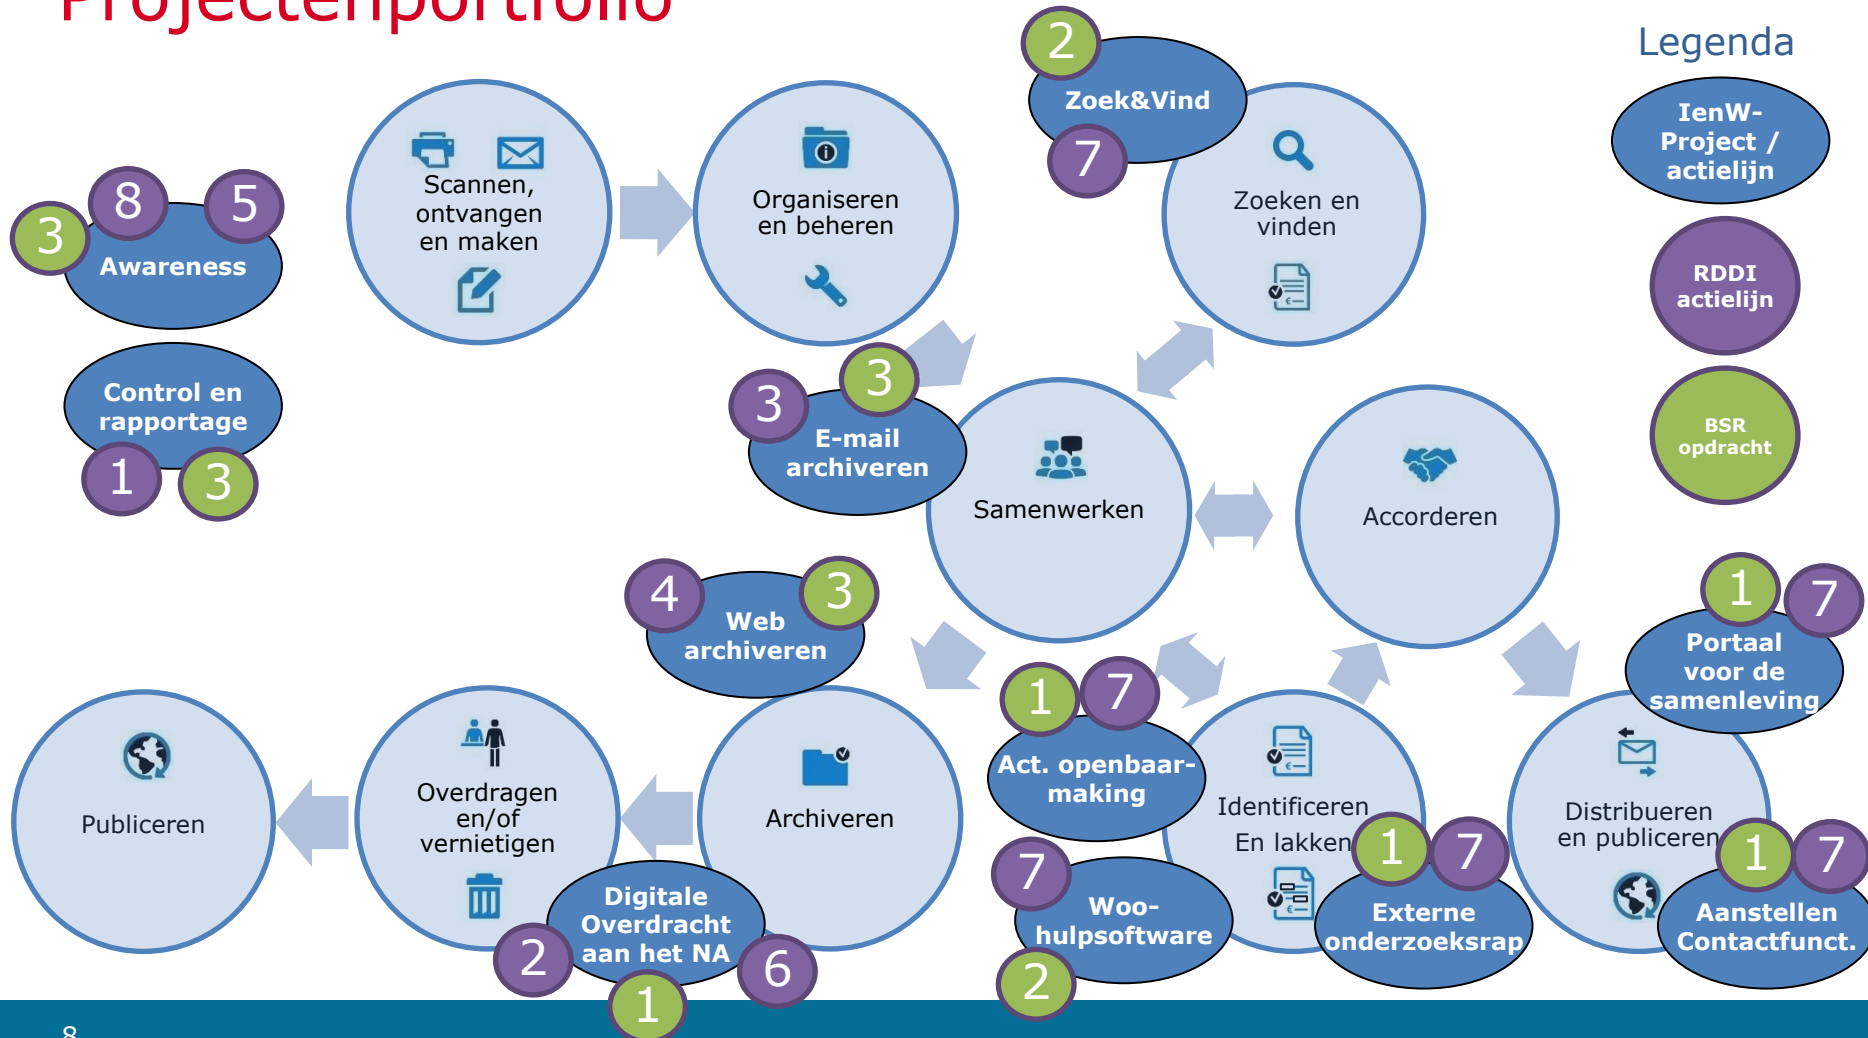 Projectenportfolio
Legenda
IenW-
Project /
actielijn
RDDI
actielijn
BSR
opdracht
2
Zoek&Vind
7
Zoeken en
vinden
Scannen,
ontvangen
en maken
Organiseren
en beheren
3
8
5
Awareness
Control en
rapportage
1
3
3
3
E-mail
archiveren
Samenwerken
Accorderen
4
3
Web
archiveren
1
7
Portaal
voor de
samenleving
1
7
Act. openbaar-
making
Identificeren
En lakken
7
Woo-
hulpsoftware
2
1
7
Externe
onderzoeksrap
Distribueren
en publiceren
1
7
Aanstellen
Contactfunct.
Publiceren
Overdragen
en/of
vernietigen
Archiveren
Digitale
Overdracht
aan het NA
2
1
6
8